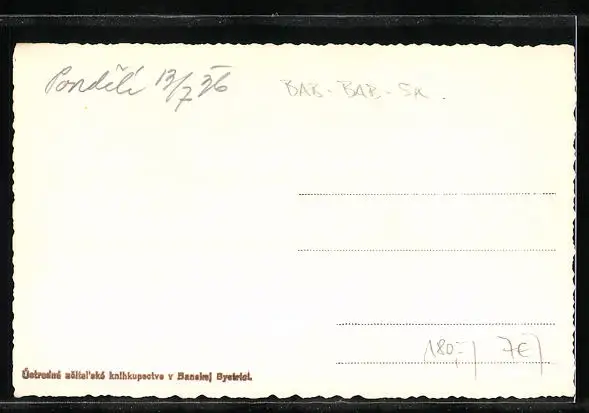 Pondělí 13/7 36 BAB - BAB - SK.
180,-/ 7€/
Ústredné učiteľské kníhkupectvo v Banskej Bystrici.